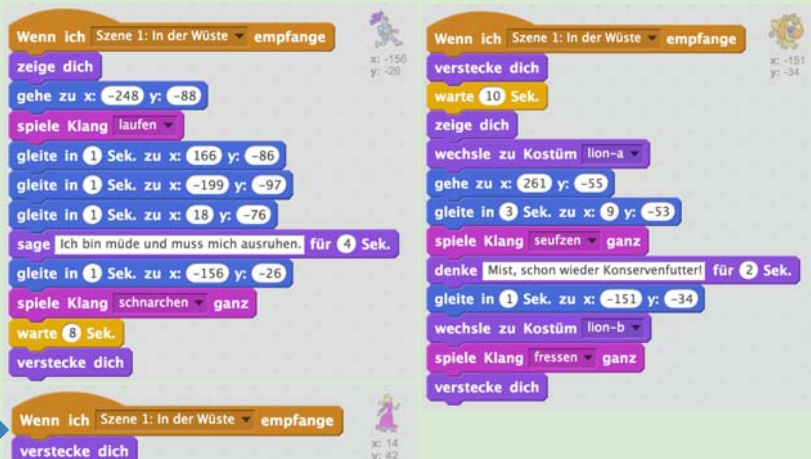 Wenn ich Szene 1: In der Wüste empfange
x: -156
y: -26
zeige dich
gehe zu x: -248 y: -88
spiele Klang laufen
gleite in 1 Sek. zu x: 166 y: -86
gleite in 1 Sek. zu x: -199 y: -97
gleite in 1 Sek. zu x: 18 y: -76
sage Ich bin müde und muss mich ausruhen. für 4 Sek.
gleite in 1 Sek. zu x: -156 y: -26
spiele Klang schnarchen ganz
warte 8 Sek.
verstecke dich
Wenn ich Szene 1: In der Wüste empfange
x: 14
y: 42
verstecke dich
Wenn ich Szene 1: In der Wüste empfange
x: -151
y: -34
verstecke dich
warte 10 Sek.
zeige dich
wechsle zu Kostüm lion-a
gehe zu x: 261 y: -55
gleite in 3 Sek. zu x: 9 y: -53
spiele Klang seufzen ganz
denke Mist, schon wieder Konservenfutter! für 2 Sek.
gleite in 1 Sek. zu x: -151 y: -34
wechsle zu Kostüm lion-b
spiele Klang fressen ganz
verstecke dich